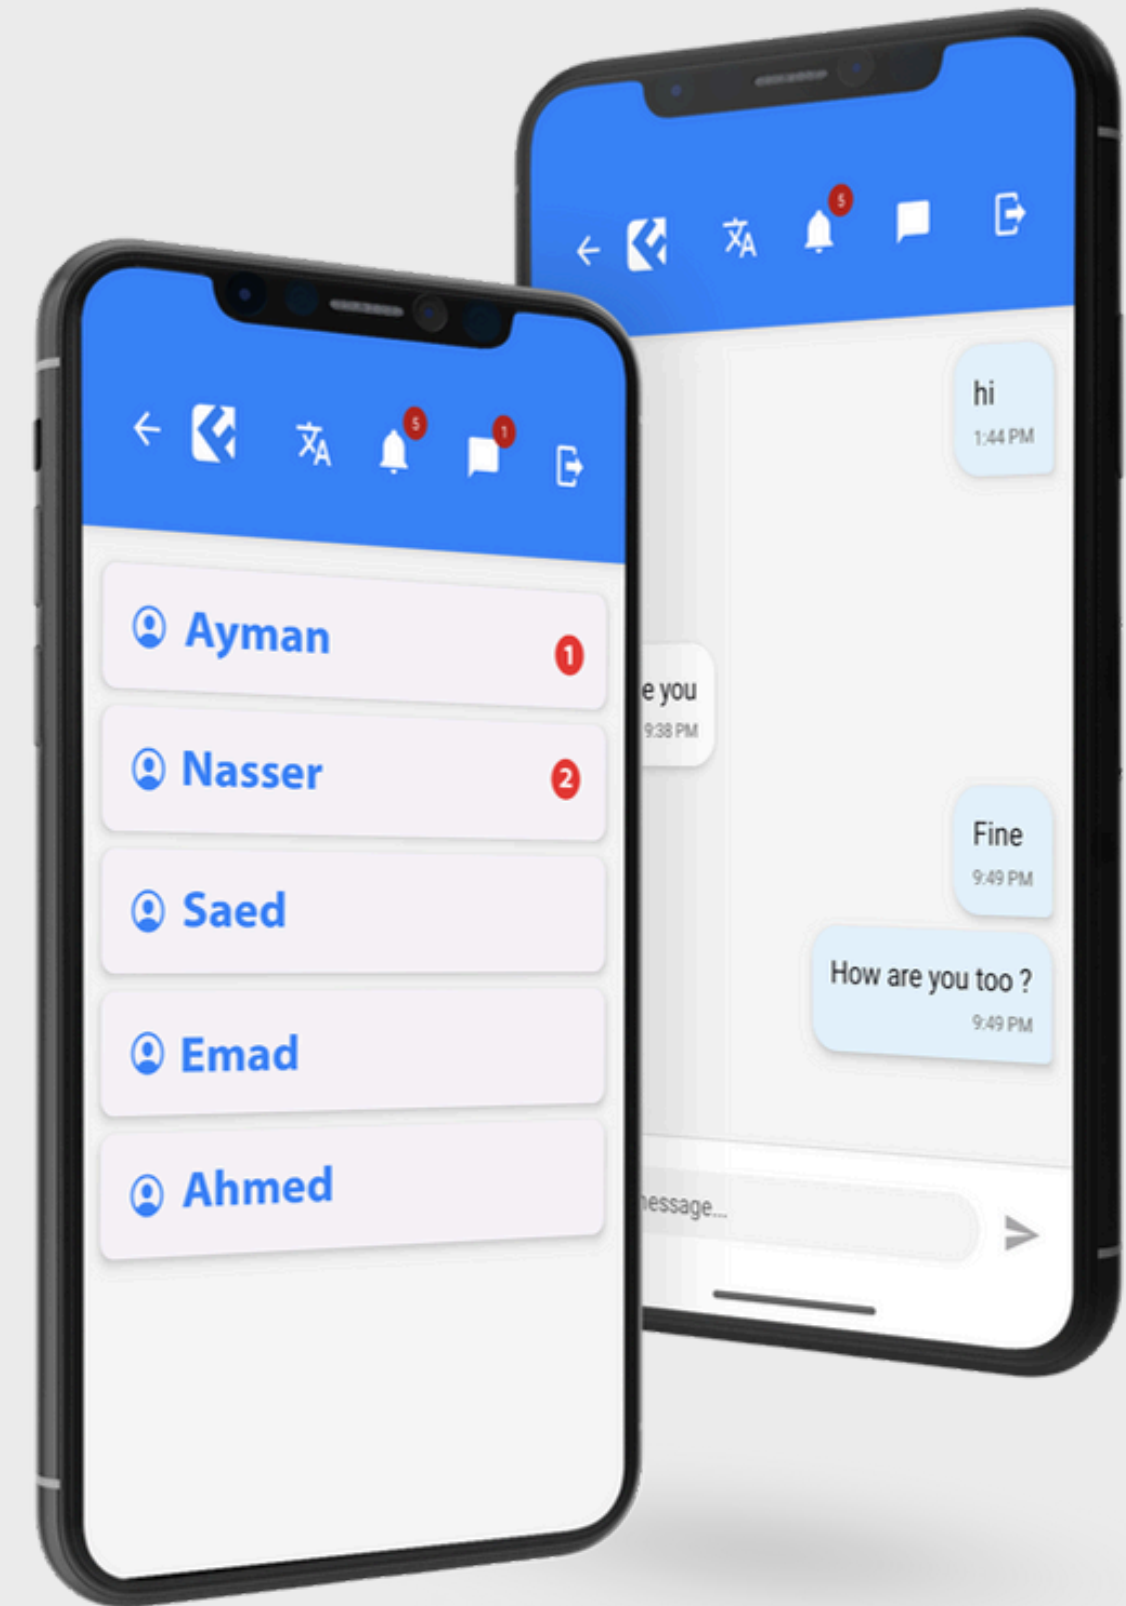 5
1
Ayman
1
Nasser
2
Saed
Emad
Ahmed
5
hi
1:44 PM
e you
9:38 PM
Fine
9:49 PM
How are you too ?
9:49 PM
essage...